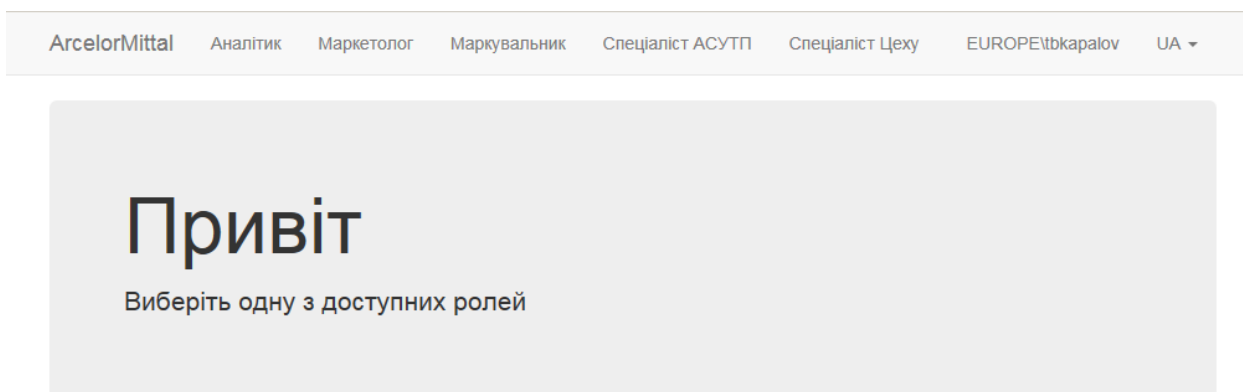 ArcelorMittal Аналітик Маркетолог Маркувальник Спеціаліст АСУТП Спеціаліст Цеху EUROPE\tbkapalov UA
Привіт
Виберіть одну з доступних ролей